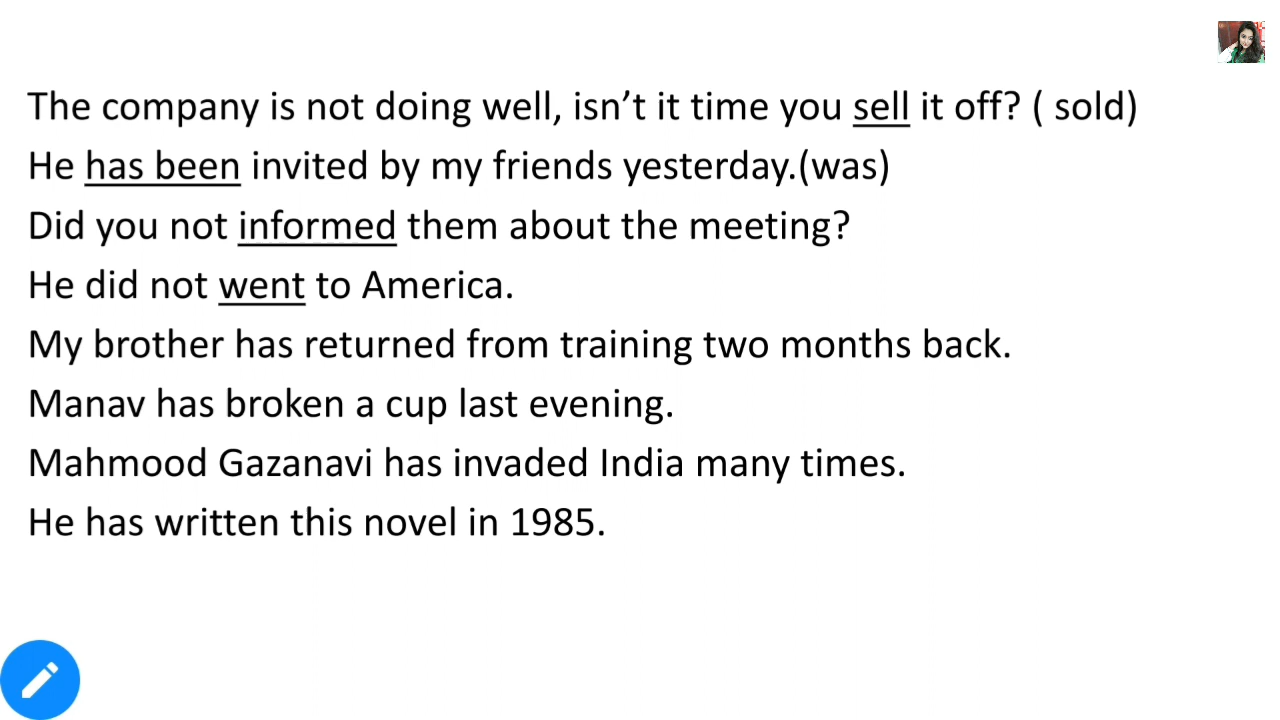 The company is not doing well, isn’t it time you sell it off? ( sold)
He has been invited by my friends yesterday.(was)
Did you not informed them about the meeting?
He did not went to America.
My brother has returned from training two months back.
Manav has broken a cup last evening.
Mahmood Gazanavi has invaded India many times.
He has written this novel in 1985.